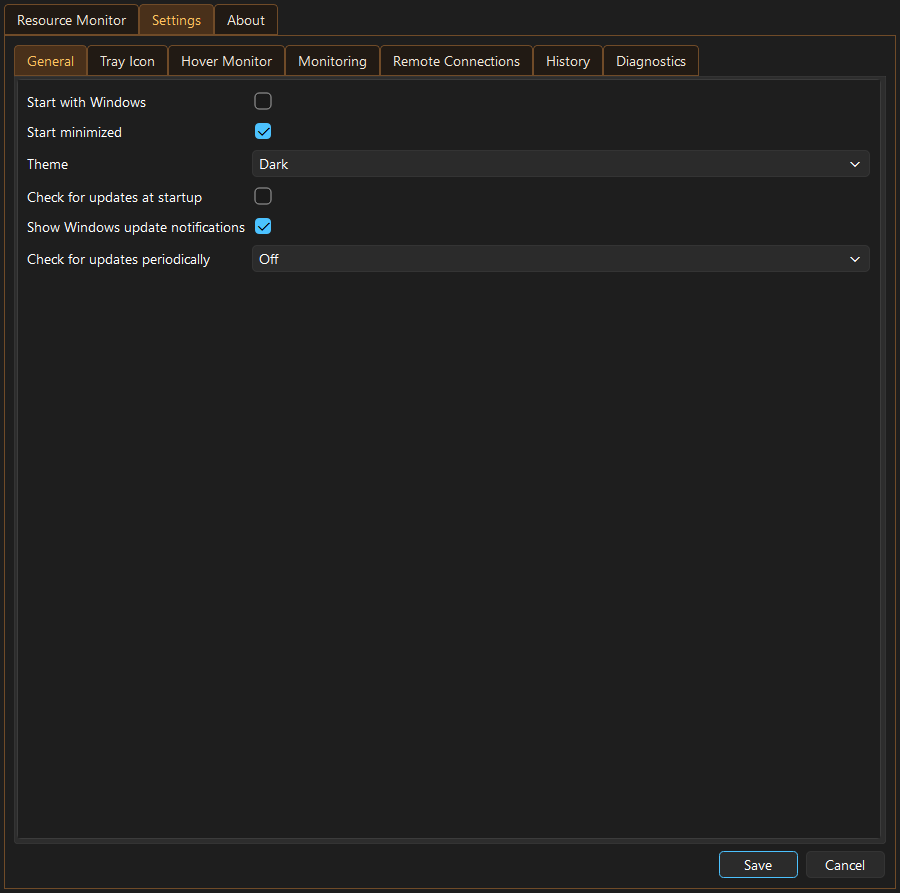 Resource Monitor Settings About
General Tray Icon Hover Monitor Monitoring Remote Connections History Diagnostics
Start with Windows
Start minimized
Theme Dark
Check for updates at startup
Show Windows update notifications
Check for updates periodically Off
Save Cancel